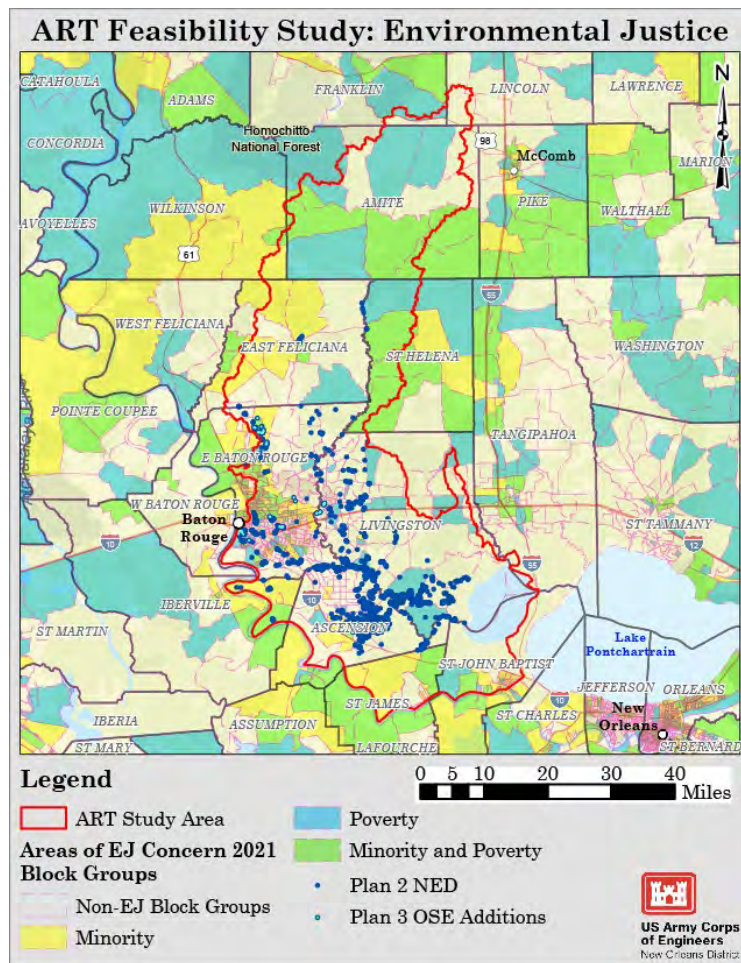 ART Feasibility Study: Environmental Justice
CATAHOULA
ADAMS
FRANKLIN
LINCOLN
LAWRENCE
N
CONCORDIA
Homochitto
National Forest
98
McComb
MARION
AVOYELLES
WILKINSON
AMITE
PIKE
WALTHALL
61
55
WEST FELICIANA
EAST FELICIANA
ST HELENA
WASHINGTON
POINTE COUPEE
TANGIPAHOA
E BATON ROUGE
W BATON ROUGE
Baton
Rouge
LIVINGSTON
ST TAMMANY
12
10
55
IBERVILLE
10
ST MARTIN
ASCENSION
Lake
Pontchartrain
ST JOHN BAPTIST
JEFFERSON
ORLEANS
IBERIA
ASSUMPTION
ST JAMES
ST CHARLES
10
New
Orleans
ST MARY
LAFOURCHE
ST BERNARD
Legend
0 5 10 20 30 40
Miles
ART Study Area
Areas of EJ Concern 2021
Block Groups
Non-EJ Block Groups
Minority
Poverty
Minority and Poverty
Plan 2 NED
Plan 3 OSE Additions
US Army Corps
of Engineers
New Orleans District